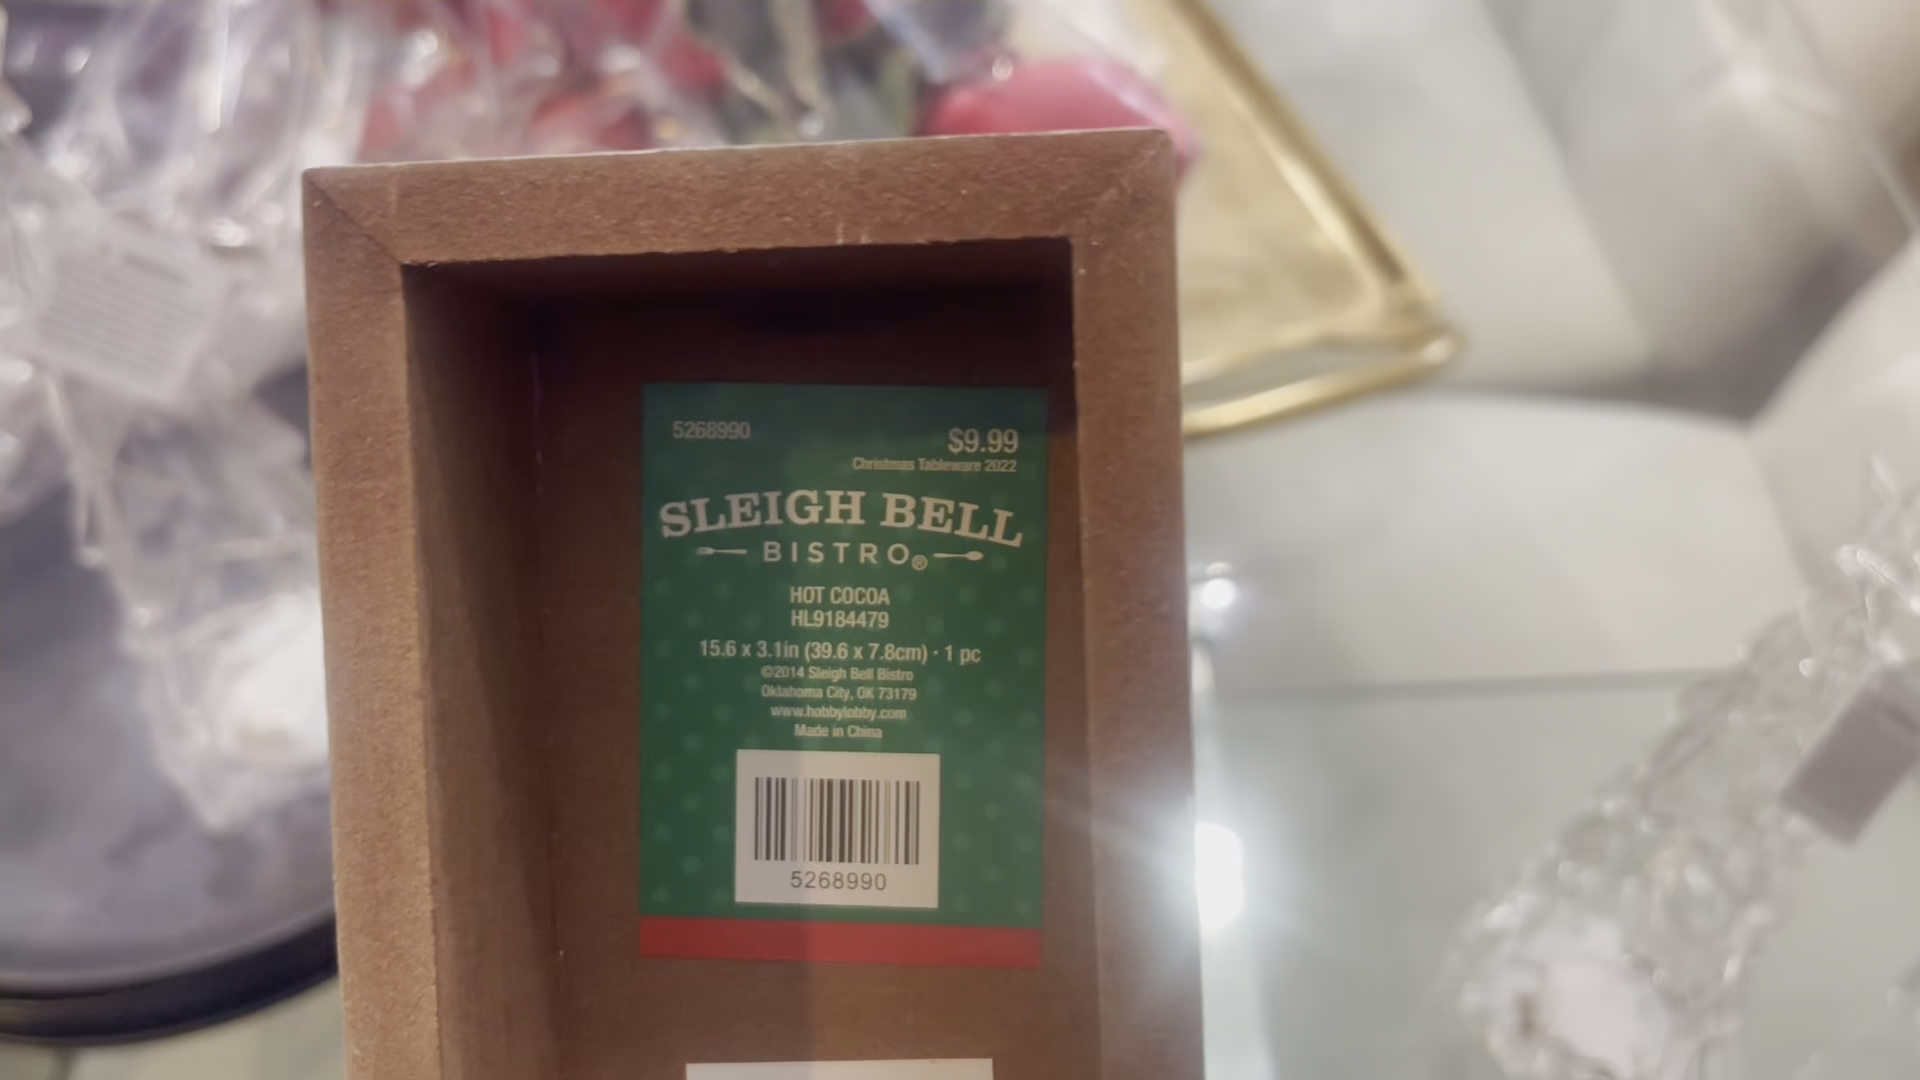 5268990
$9.99
Christmas Tableware 2022
SLEIGH BELL
BISTRO®
HOT COCOA
HL9184479
15.6 x 3.1in (39.6 x 7.8cm) • 1 pc
©2014 Sleigh Bell Bistro
Oklahoma City, OK 73179
www.hobbylobby.com
Made in China
5268990